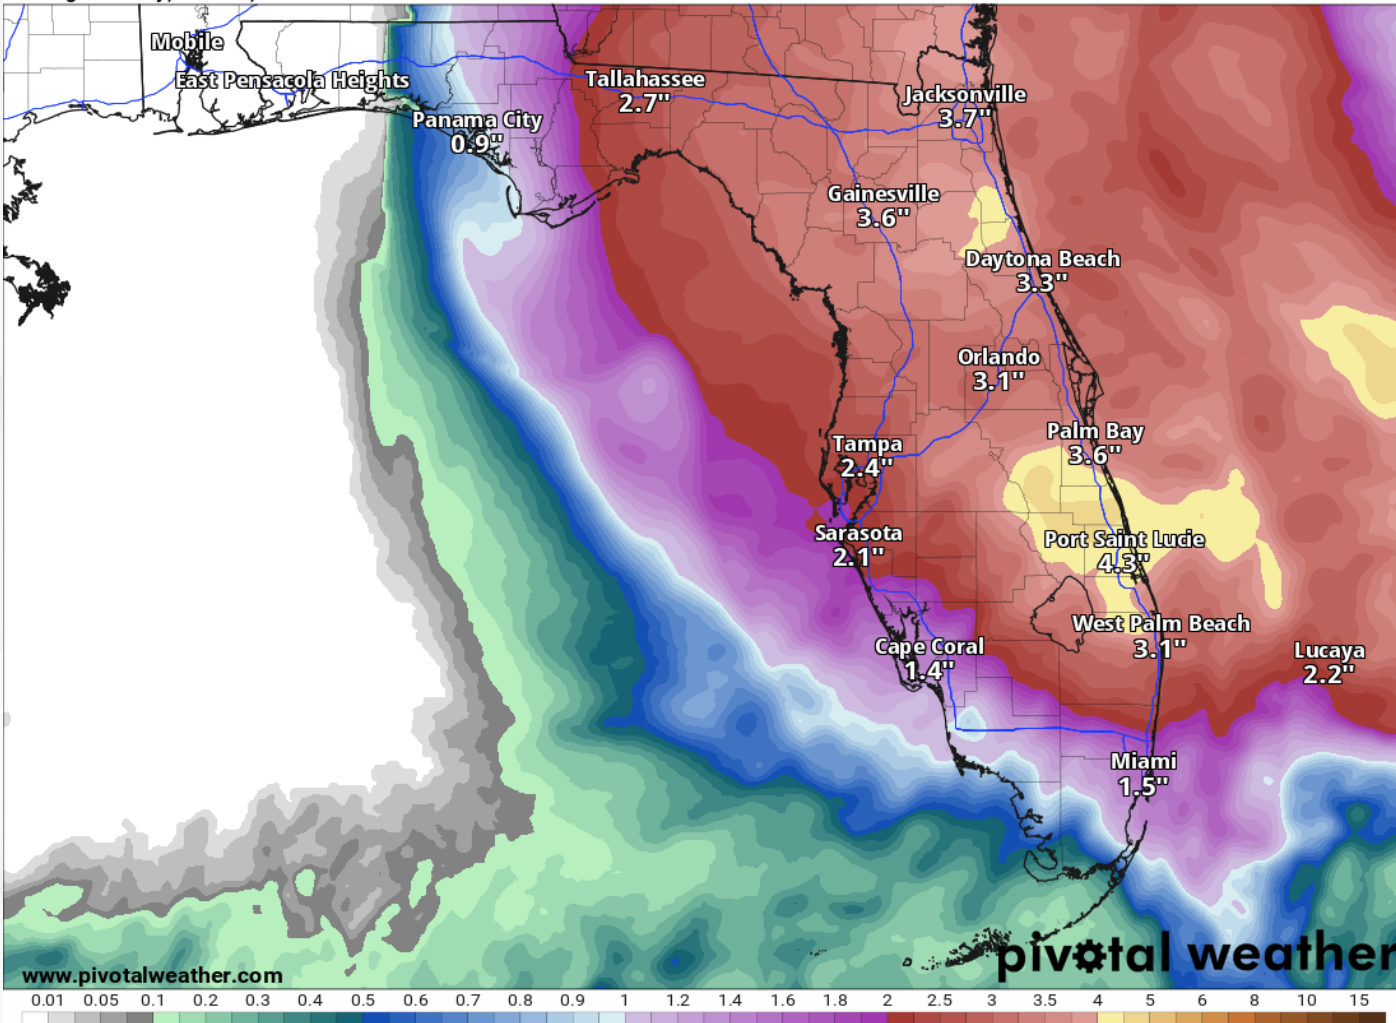 Mobile
East Pensacola Heights
Tallahassee
2.7"
Jacksonville
3.7"
Panama City
0.9"
Gainesville
3.6"
Daytona Beach
3.3"
Orlando
3.1"
Palm Bay
3.6"
Tampa
2.4"
Sarasota
2.1"
Port Saint Lucie
4.3"
West Palm Beach
3.1"
Cape Coral
1.4"
Lucaya
2.2"
Miami
1.5"
pivotal weather
www.pivotalweather.com
0.01 0.05 0.1 0.2 0.3 0.4 0.5 0.6 0.7 0.8 0.9 1 1.2 1.4 1.6 1.8 2 2.5 3 3.5 4 5 6 8 10 15